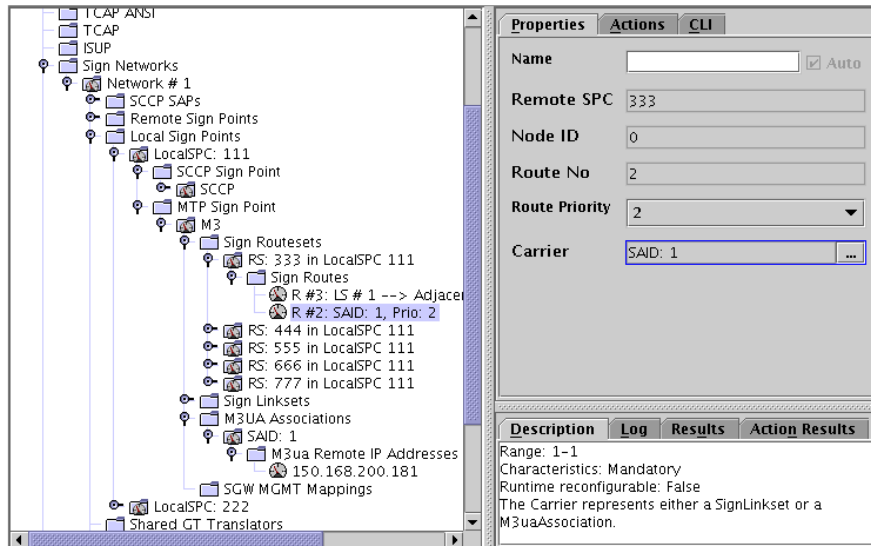 TCAP ANSI
TCAP
ISUP
Sign Networks
Network # 1
SCCP SAPs
Remote Sign Points
Local Sign Points
LocalSPC: 111
SCCP Sign Point
SCCP
MTP Sign Point
M3
Sign Routesets
RS: 333 in LocalSPC 111
Sign Routes
R #3: LS # 1 --> Adjacer
R #2: SAID: 1, Prio: 2
RS: 444 in LocalSPC 111
RS: 555 in LocalSPC 111
RS: 666 in LocalSPC 111
RS: 777 in LocalSPC 111
Sign Linksets
M3UA Associations
SAID: 1
M3ua Remote IP Addresses
150.168.200.181
SGW MGMT Mappings
LocalSPC: 222
Shared GT Translators
Properties Actions CLI
Name Auto
Remote SPC 333
Node ID 0
Route No 2
Route Priority 2
Carrier SAID: 1 ...
Description Log Results Action Results
Range: 1-1
Characteristics: Mandatory
Runtime reconfigurable: False
The Carrier represents either a SignLinkset or a
M3uaAssociation.